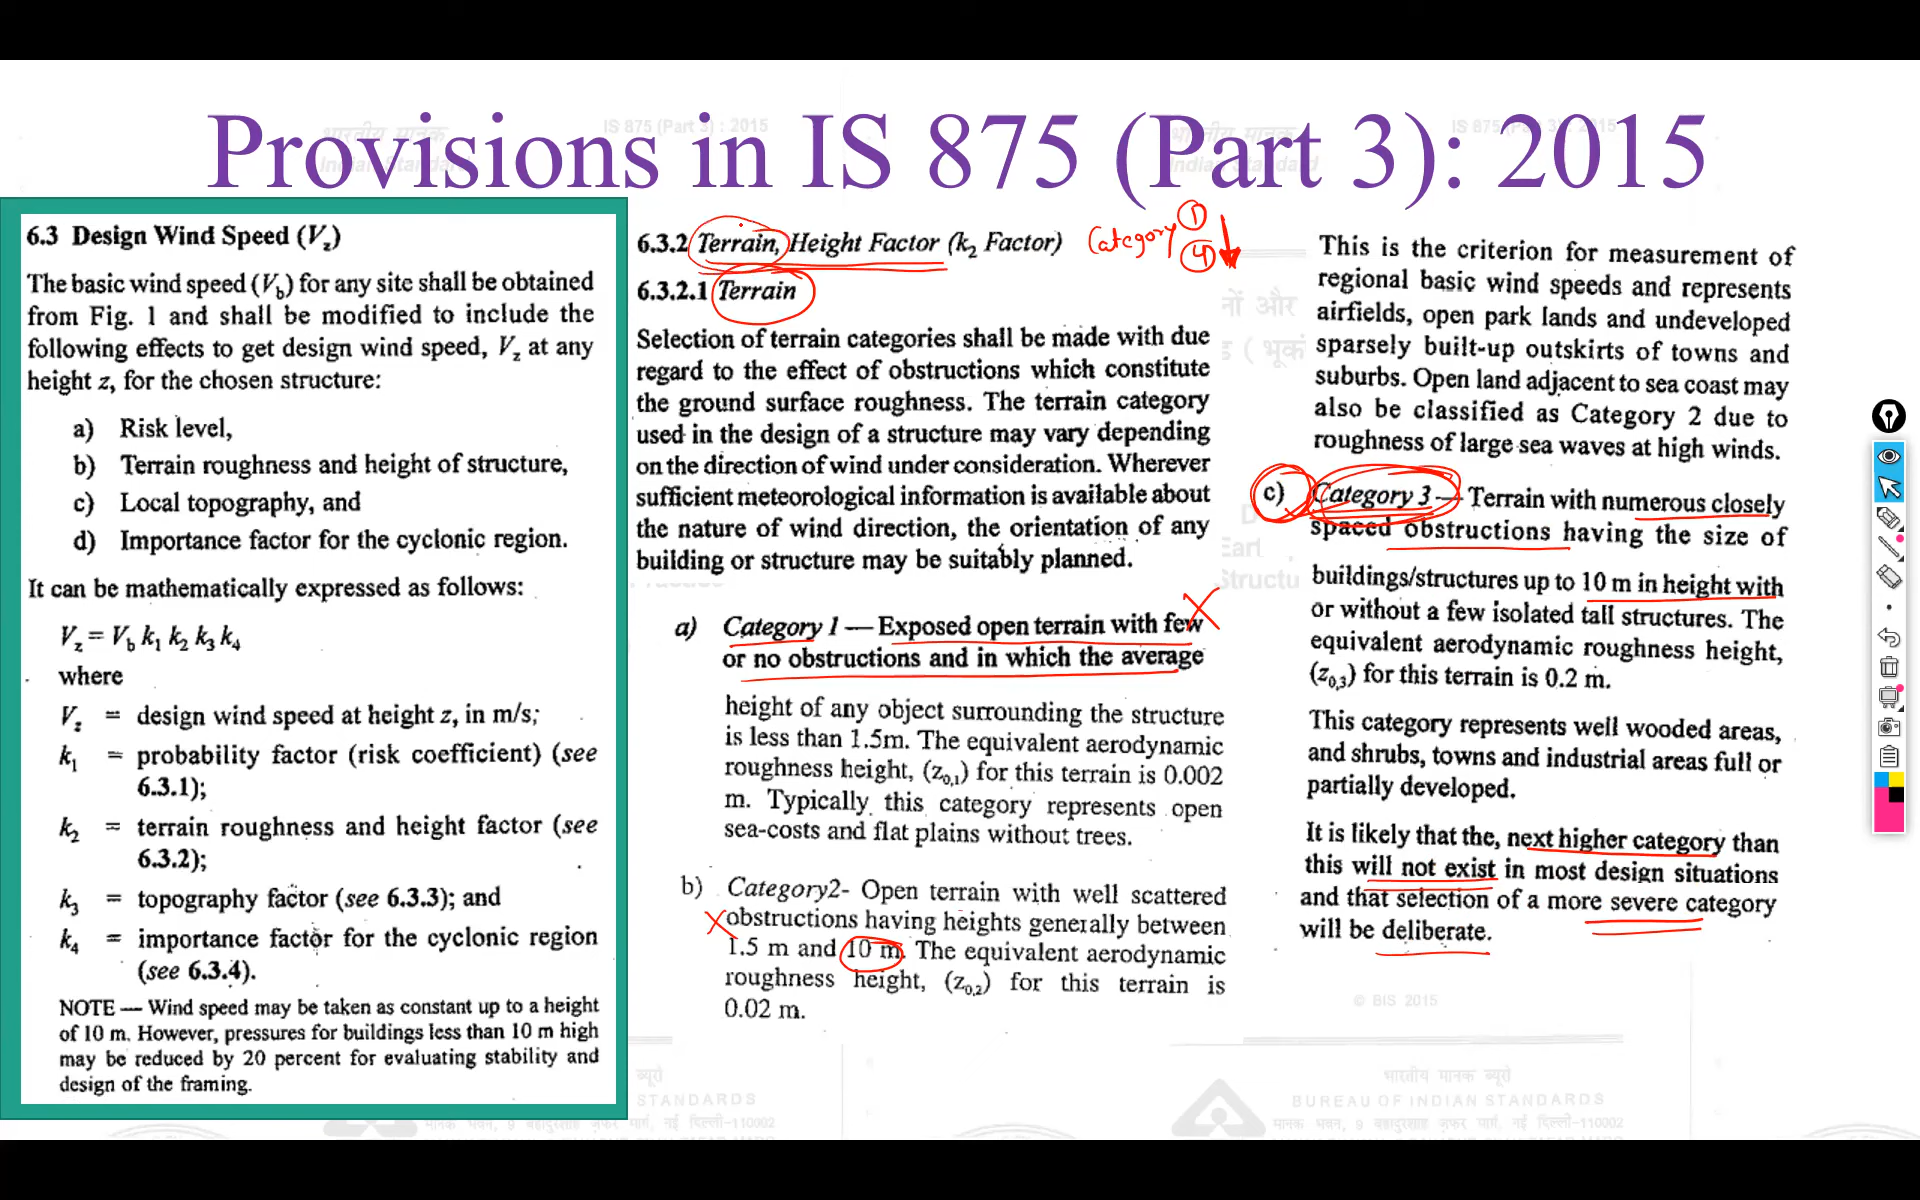 Provisions in IS 875 (Part 3): 2015
6.3 Design Wind Speed (Vz)
The basic wind speed (Vb) for any site shall be obtained
from Fig. 1 and shall be modified to include the
following effects to get design wind speed, Vz at any
height z, for the chosen structure:
a) Risk level,
b) Terrain roughness and height of structure,
c) Local topography, and
d) Importance factor for the cyclonic region.
It can be mathematically expressed as follows:
Vz = Vb k1 k2 k3 k4
where
Vz = design wind speed at height z, in m/s;
k1 = probability factor (risk coefficient) (see
6.3.1);
k2 = terrain roughness and height factor (see
6.3.2);
k3 = topography factor (see 6.3.3); and
k4 = importance factor for the cyclonic region
(see 6.3.4).
NOTE — Wind speed may be taken as constant up to a height
of 10 m. However, pressures for buildings less than 10 m high
may be reduced by 20 percent for evaluating stability and
design of the framing.
6.3.2 Terrain, Height Factor (k2 Factor)
Category 1
4
6.3.2.1 Terrain
Selection of terrain categories shall be made with due
regard to the effect of obstructions which constitute
the ground surface roughness. The terrain category
used in the design of a structure may vary depending
on the direction of wind under consideration. Wherever
sufficient meteorological information is available about
the nature of wind direction, the orientation of any
building or structure may be suitably planned.
a) Category 1 — Exposed open terrain with few
or no obstructions and in which the average
height of any object surrounding the structure
is less than 1.5m. The equivalent aerodynamic
roughness height, (z0,1) for this terrain is 0.002
m. Typically this category represents open
sea-costs and flat plains without trees.
b) Category2- Open terrain with well scattered
obstructions having heights generally between
1.5 m and 10 m. The equivalent aerodynamic
roughness height, (z0,2) for this terrain is
0.02 m.
This is the criterion for measurement of
regional basic wind speeds and represents
airfields, open park lands and undeveloped
sparsely built-up outskirts of towns and
suburbs. Open land adjacent to sea coast may
also be classified as Category 2 due to
roughness of large sea waves at high winds.
c) Category 3 — Terrain with numerous closely
spaced obstructions having the size of
buildings/structures up to 10 m in height with
or without a few isolated tall structures. The
equivalent aerodynamic roughness height,
(z0,3) for this terrain is 0.2 m.
This category represents well wooded areas,
and shrubs, towns and industrial areas full or
partially developed.
It is likely that the, next higher category than
this will not exist in most design situations
and that selection of a more severe category
will be deliberate.
© BIS 2015
भारतीय मानक ब्यूरो
BUREAU OF INDIAN STANDARDS